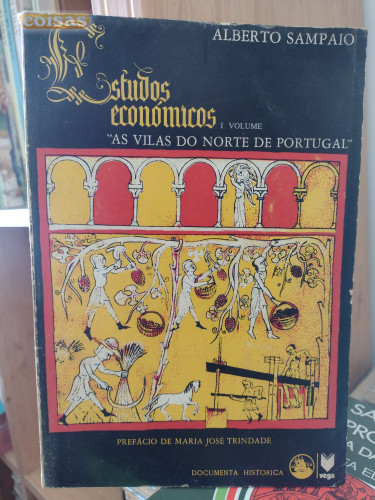 coisas
ALBERTO SAMPAIO
Estudos
económicos I VOLUME
"AS VILAS DO NORTE DE PORTUGAL"
PREFÁCIO DE MARIA JOSÉ TRINDADE
DOCUMENTA HISTORICA
vega